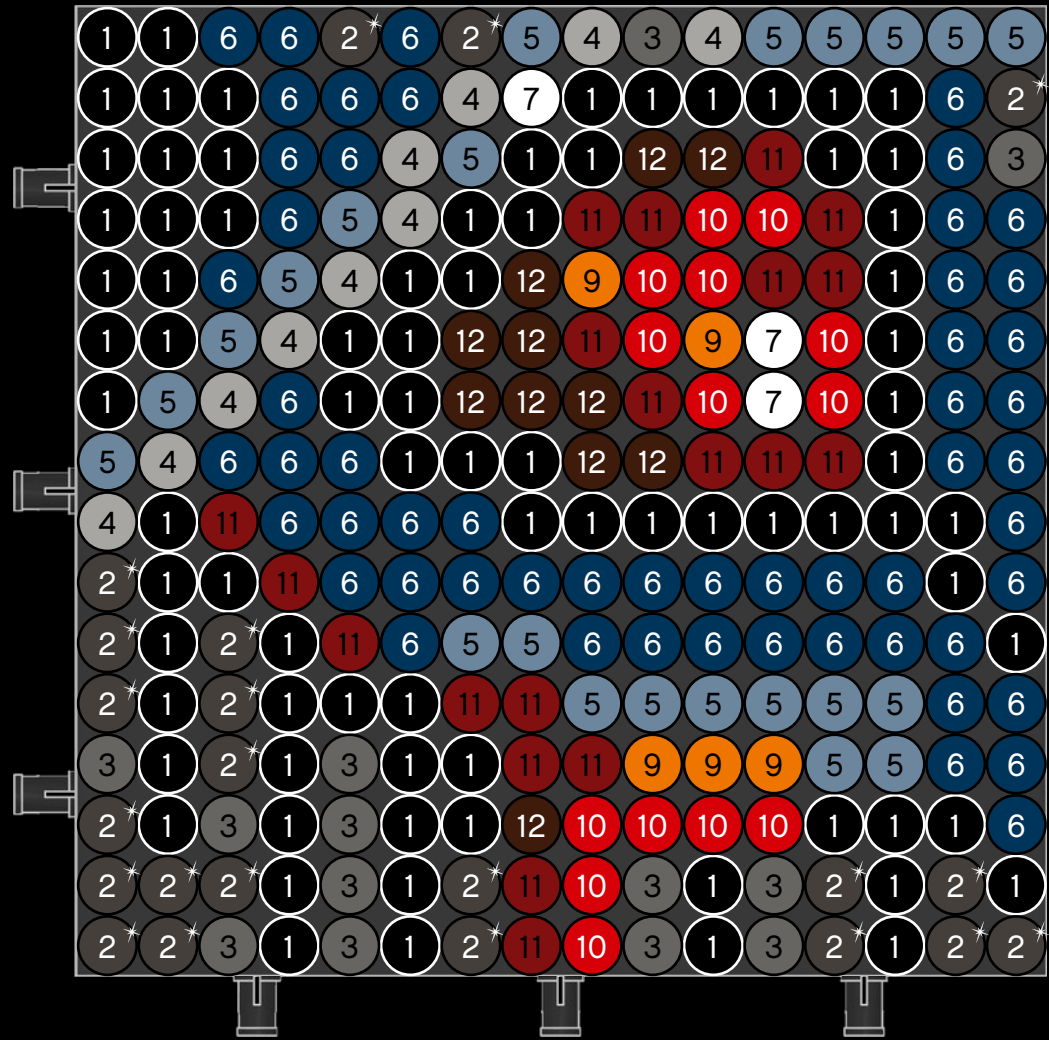 1 1 6 6 2 6 2 5 4 3 4 5 5 5 5 5
1 1 1 6 6 6 4 7 1 1 1 1 1 1 6 2
1 1 1 6 6 4 5 1 1 12 12 11 1 1 6 3
1 1 1 6 5 4 1 1 11 11 10 10 11 1 6 6
1 1 6 5 4 1 1 12 9 10 10 11 11 1 6 6
1 1 5 4 1 1 12 12 11 10 9 7 10 1 6 6
1 5 4 6 1 1 12 12 12 11 10 7 10 1 6 6
5 4 6 6 6 1 1 1 12 12 11 11 11 1 6 6
4 1 11 6 6 6 6 1 1 1 1 1 1 1 1 6
2 1 1 11 6 6 6 6 6 6 6 6 6 6 1 6
2 1 2 1 11 6 5 5 6 6 6 6 6 6 6 1
2 1 2 1 1 1 11 11 5 5 5 5 5 5 6 6
3 1 2 1 3 1 1 11 11 9 9 9 5 5 6 6
2 1 3 1 3 1 1 12 10 10 10 10 1 1 1 6
2 2 2 1 3 1 2 11 10 3 1 3 2 1 2 1
2 2 3 1 3 1 2 11 10 3 1 3 2 1 2 2